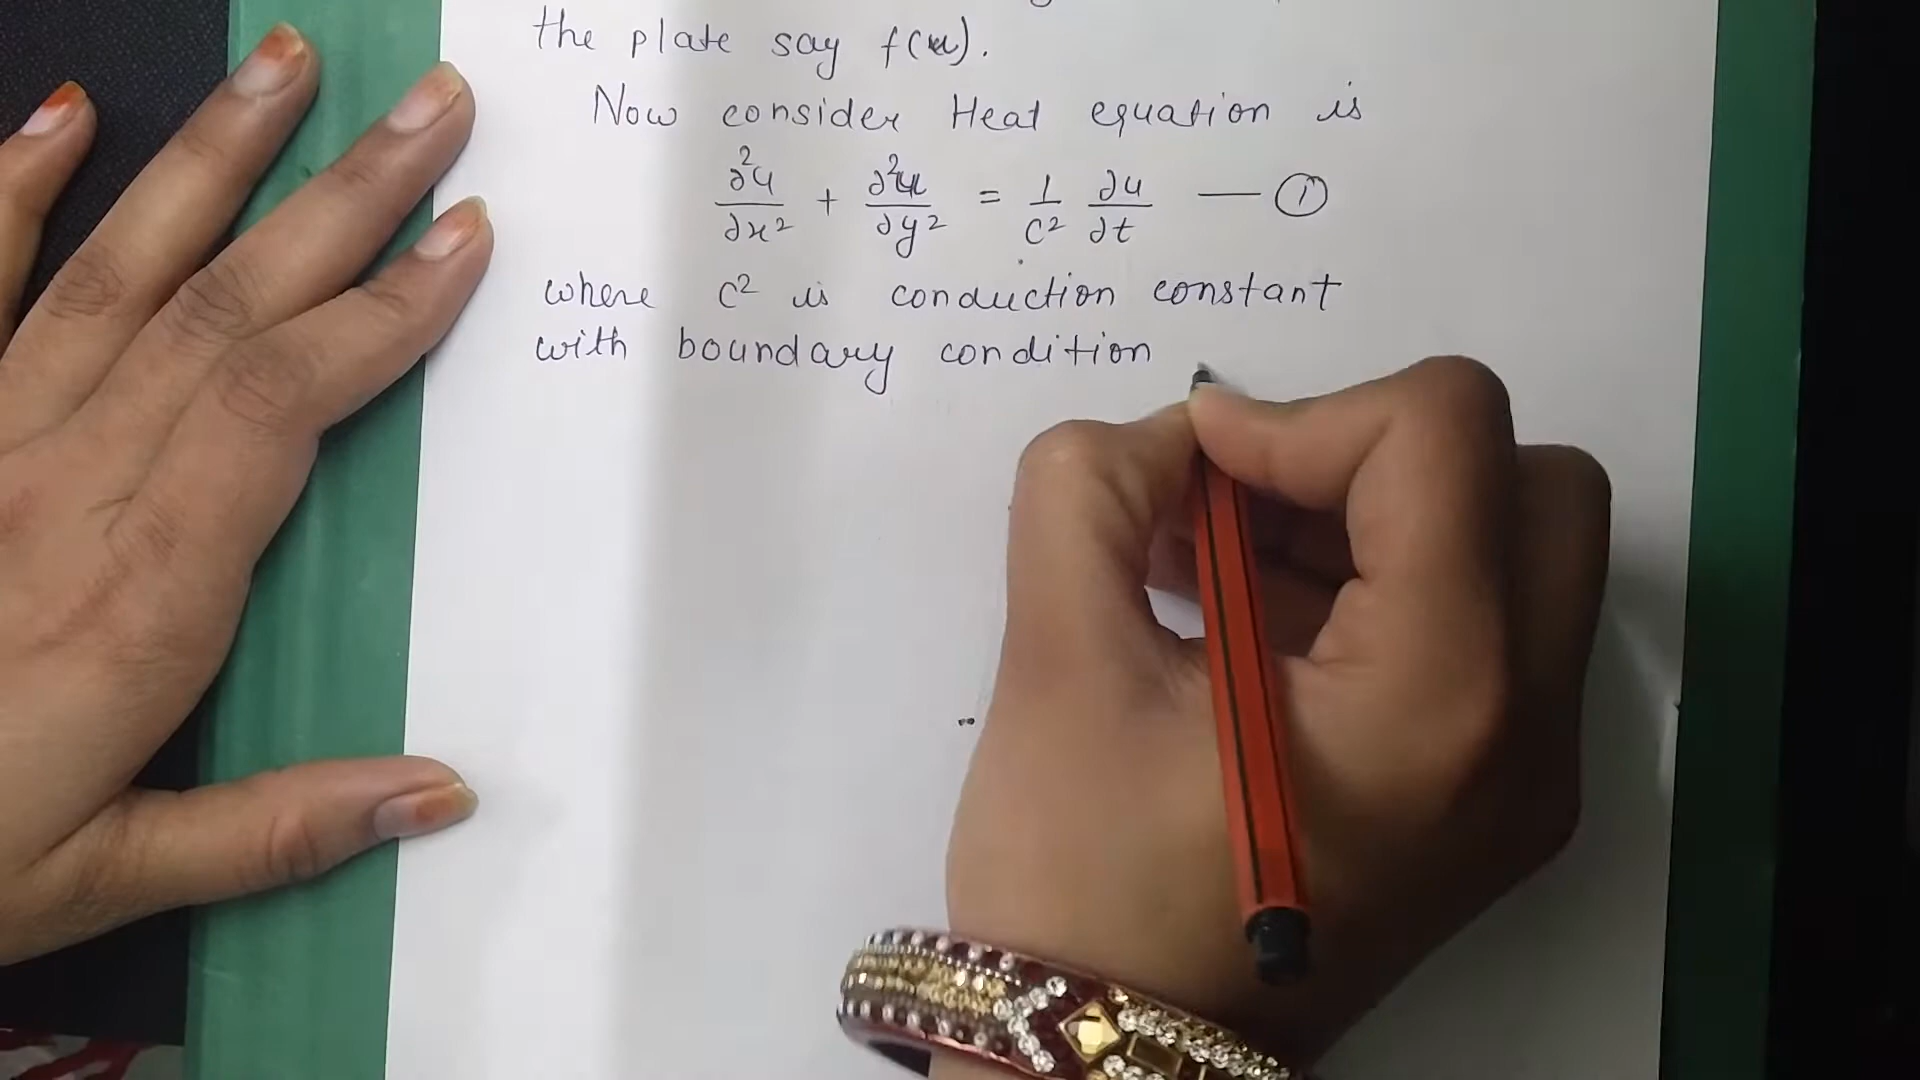 the plate say f(x).
Now consider Heat equation is
∂²u/∂x² + ∂²u/∂y² = 1/c² ∂u/∂t — ①
where c² is conduction constant
with boundary condition